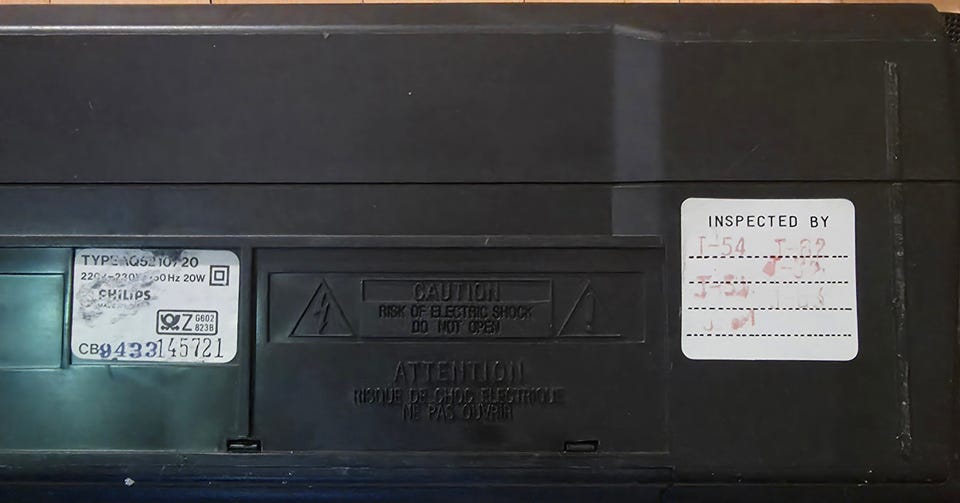 TYPE AQ5210/20
220V-230V 50Hz 20W
PHILIPS
Z G602
823B
CB9433145721
CAUTION
RISK OF ELECTRIC SHOCK
DO NOT OPEN
ATTENTION
RISQUE DE CHOC ELECTRIQUE
NE PAS OUVRIR
INSPECTED BY
I-54 J-82
J-54